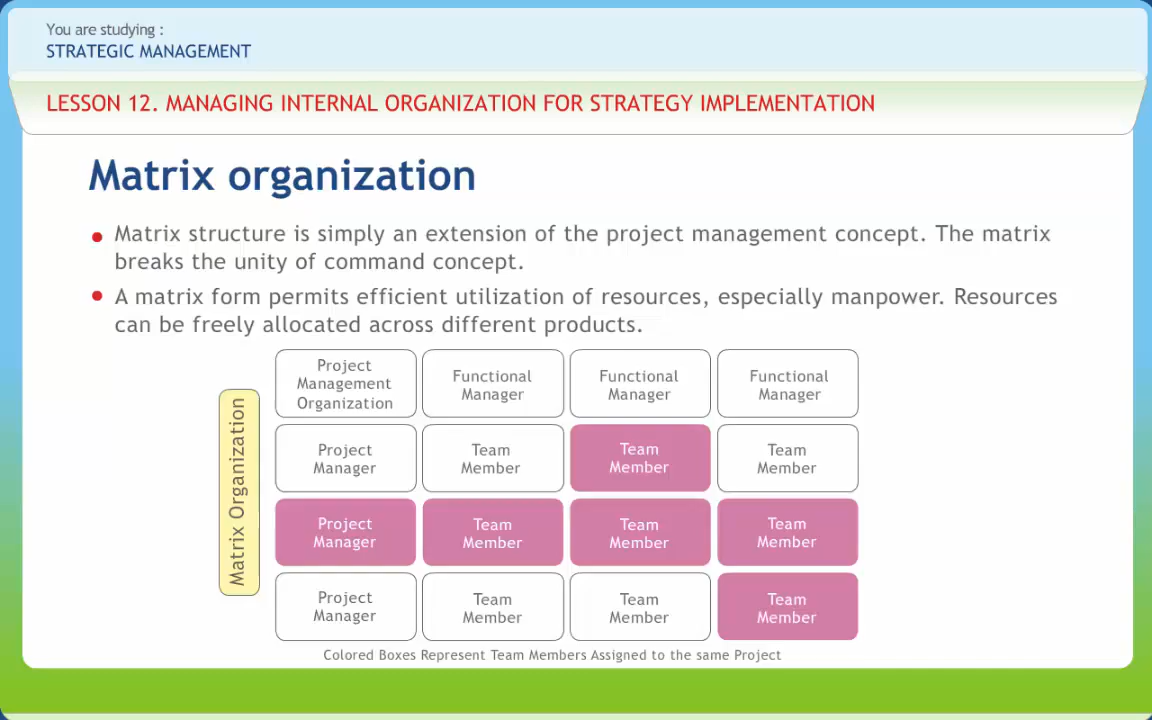 You are studying :
STRATEGIC MANAGEMENT
LESSON 12. MANAGING INTERNAL ORGANIZATION FOR STRATEGY IMPLEMENTATION
Matrix organization
Matrix structure is simply an extension of the project management concept. The matrix
breaks the unity of command concept.
A matrix form permits efficient utilization of resources, especially manpower. Resources
can be freely allocated across different products.
Matrix Organization
Project
Management
Organization
Functional
Manager
Functional
Manager
Functional
Manager
Project
Manager
Team
Member
Team
Member
Team
Member
Project
Manager
Team
Member
Team
Member
Team
Member
Project
Manager
Team
Member
Team
Member
Team
Member
Colored Boxes Represent Team Members Assigned to the same Project